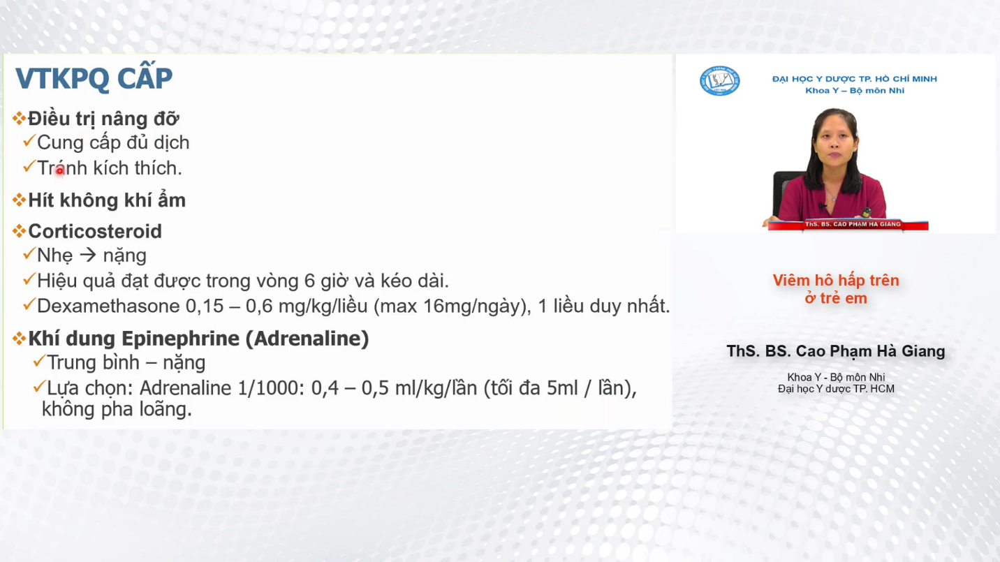 VTKPQ CẤP
❖Điều trị nâng đỡ
✓Cung cấp đủ dịch
✓Tránh kích thích.
❖Hít không khí ẩm
❖Corticosteroid
✓Nhẹ → nặng
✓Hiệu quả đạt được trong vòng 6 giờ và kéo dài.
✓Dexamethasone 0,15 – 0,6 mg/kg/liều (max 16mg/ngày), 1 liều duy nhất.
❖Khí dung Epinephrine (Adrenaline)
✓Trung bình – nặng
✓Lựa chọn: Adrenaline 1/1000: 0,4 – 0,5 ml/kg/lần (tối đa 5ml / lần),
không pha loãng.
ĐẠI HỌC Y DƯỢC TP. HỒ CHÍ MINH
Khoa Y – Bộ môn Nhi
ThS. BS. CAO PHẠM HÀ GIANG
Viêm hô hấp trên
ở trẻ em
ThS. BS. Cao Phạm Hà Giang
Khoa Y - Bộ môn Nhi
Đại học Y dược TP. HCM